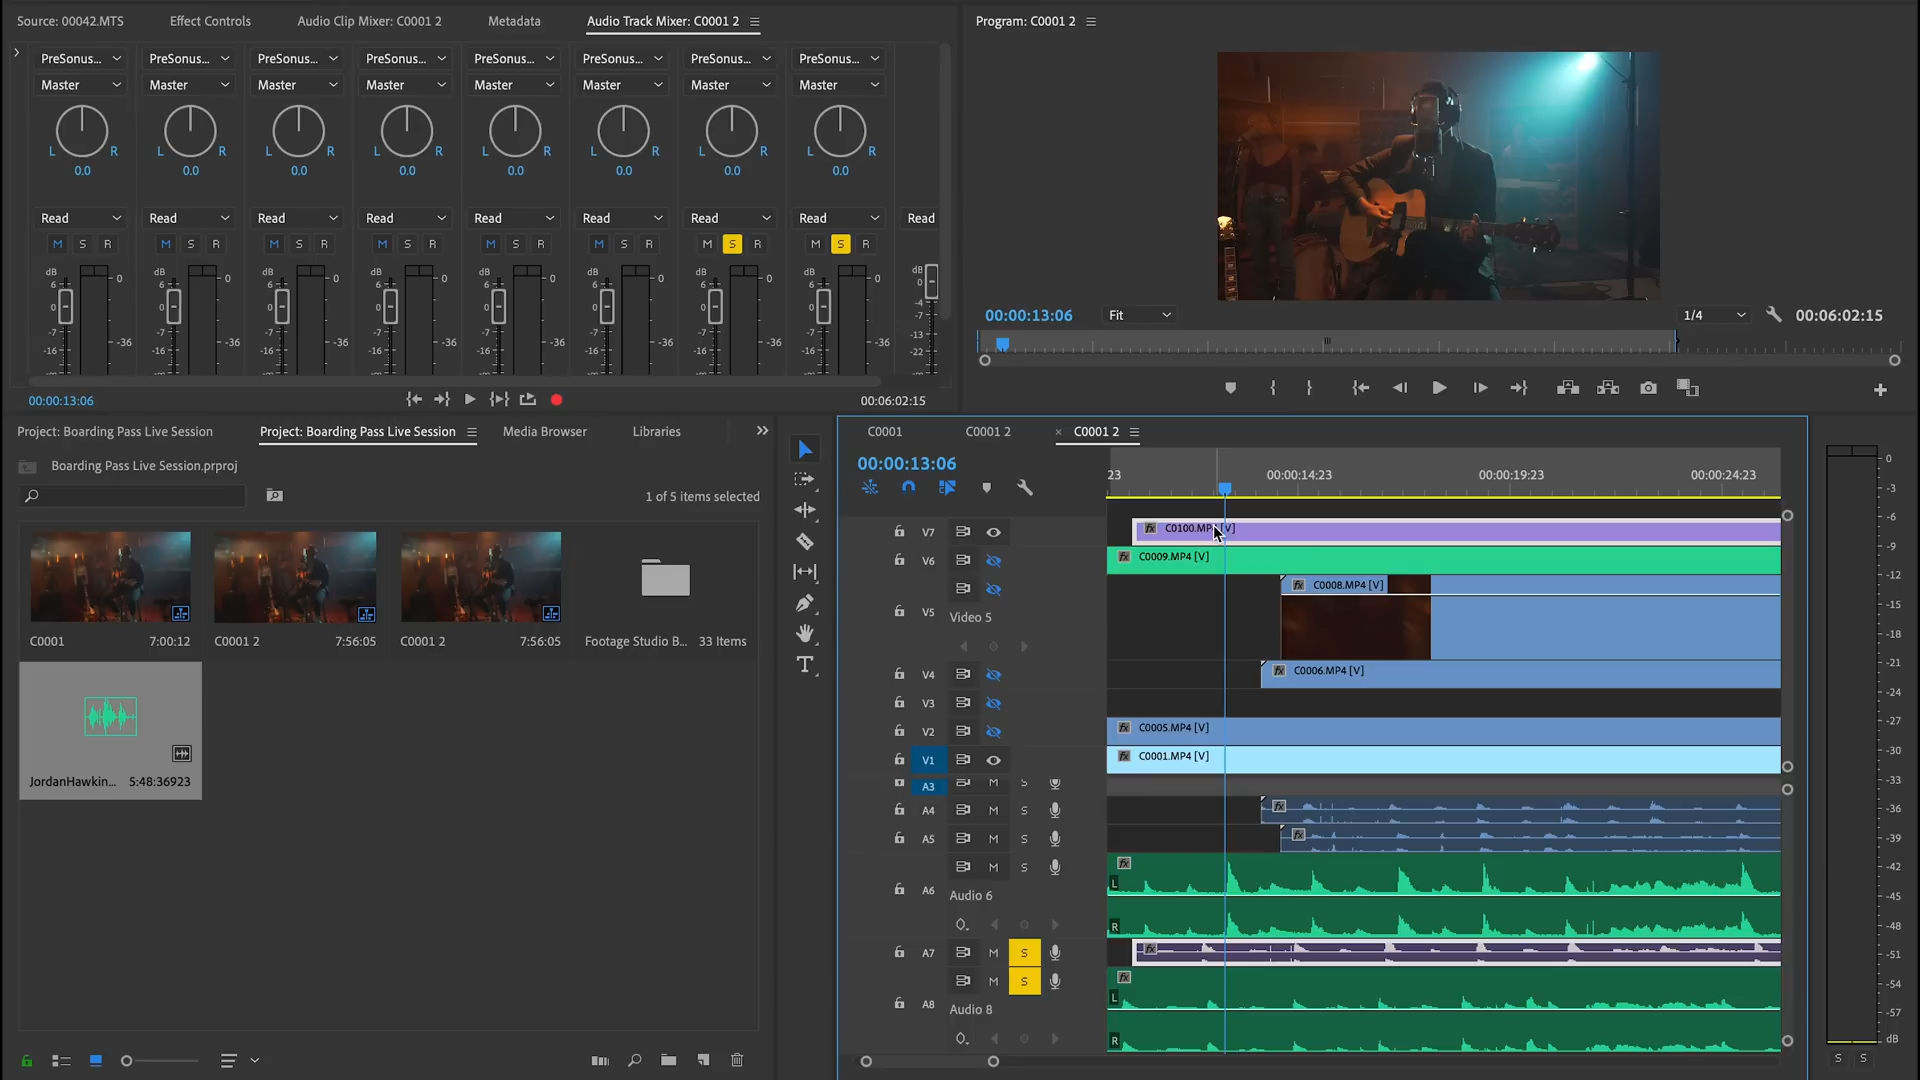 Source: 00042.MTS
Effect Controls
Audio Clip Mixer: C0001 2
Metadata
Audio Track Mixer: C0001 2
Program: C0001 2
PreSonus... PreSonus... PreSonus... PreSonus... PreSonus... PreSonus... PreSonus... PreSonus...
Master Master Master Master Master Master Master Master
L R L R L R L R L R L R L R L R
0.0 0.0 0.0 0.0 0.0 0.0 0.0 0.0
Read Read Read Read Read Read Read Read Read
M S R M S R M S R M S R M S R M S R M S R M S R
dB dB dB dB dB dB dB dB dB
6 0 6 0 6 0 6 0 6 0 6 0 6 0 6 0 0
0 0 0 0 0 0 0 0 -4
-7 -7 -7 -7 -7 -7 -7 -7 -7
-36 -36 -36 -36 -36 -36 -36 -36 -13
-16 -16 -16 -16 -16 -16 -16 -16 -22
00:00:13:06
00:06:02:15
00:00:13:06
Fit
1/4
00:06:02:15
Project: Boarding Pass Live Session
Project: Boarding Pass Live Session
Media Browser
Libraries
Boarding Pass Live Session.prproj
1 of 5 items selected
C0001 7:00:12
C0001 2 7:56:05
C0001 2 7:56:05
Footage Studio B... 33 Items
JordanHawkin... 5:48:36923
C0001
C0001 2
× C0001 2
00:00:13:06
23 00:00:14:23 00:00:19:23 00:00:24:23
V7
fx C0100.MP4 [V]
V6
fx C0009.MP4 [V]
V5
Video 5
fx C0008.MP4 [V]
V4
fx C0006.MP4 [V]
V3
V2
fx C0005.MP4 [V]
V1
fx C0001.MP4 [V]
A3 M S
A4 M S fx
A5 M S fx
A6 M S fx
Audio 6
L
R
A7 M S fx
A8 M S fx
Audio 8
L
R
0
-3
-6
-9
-12
-15
-18
-21
-24
-27
-30
-33
-36
-39
-42
-45
-48
-51
-54
-57
dB
S S